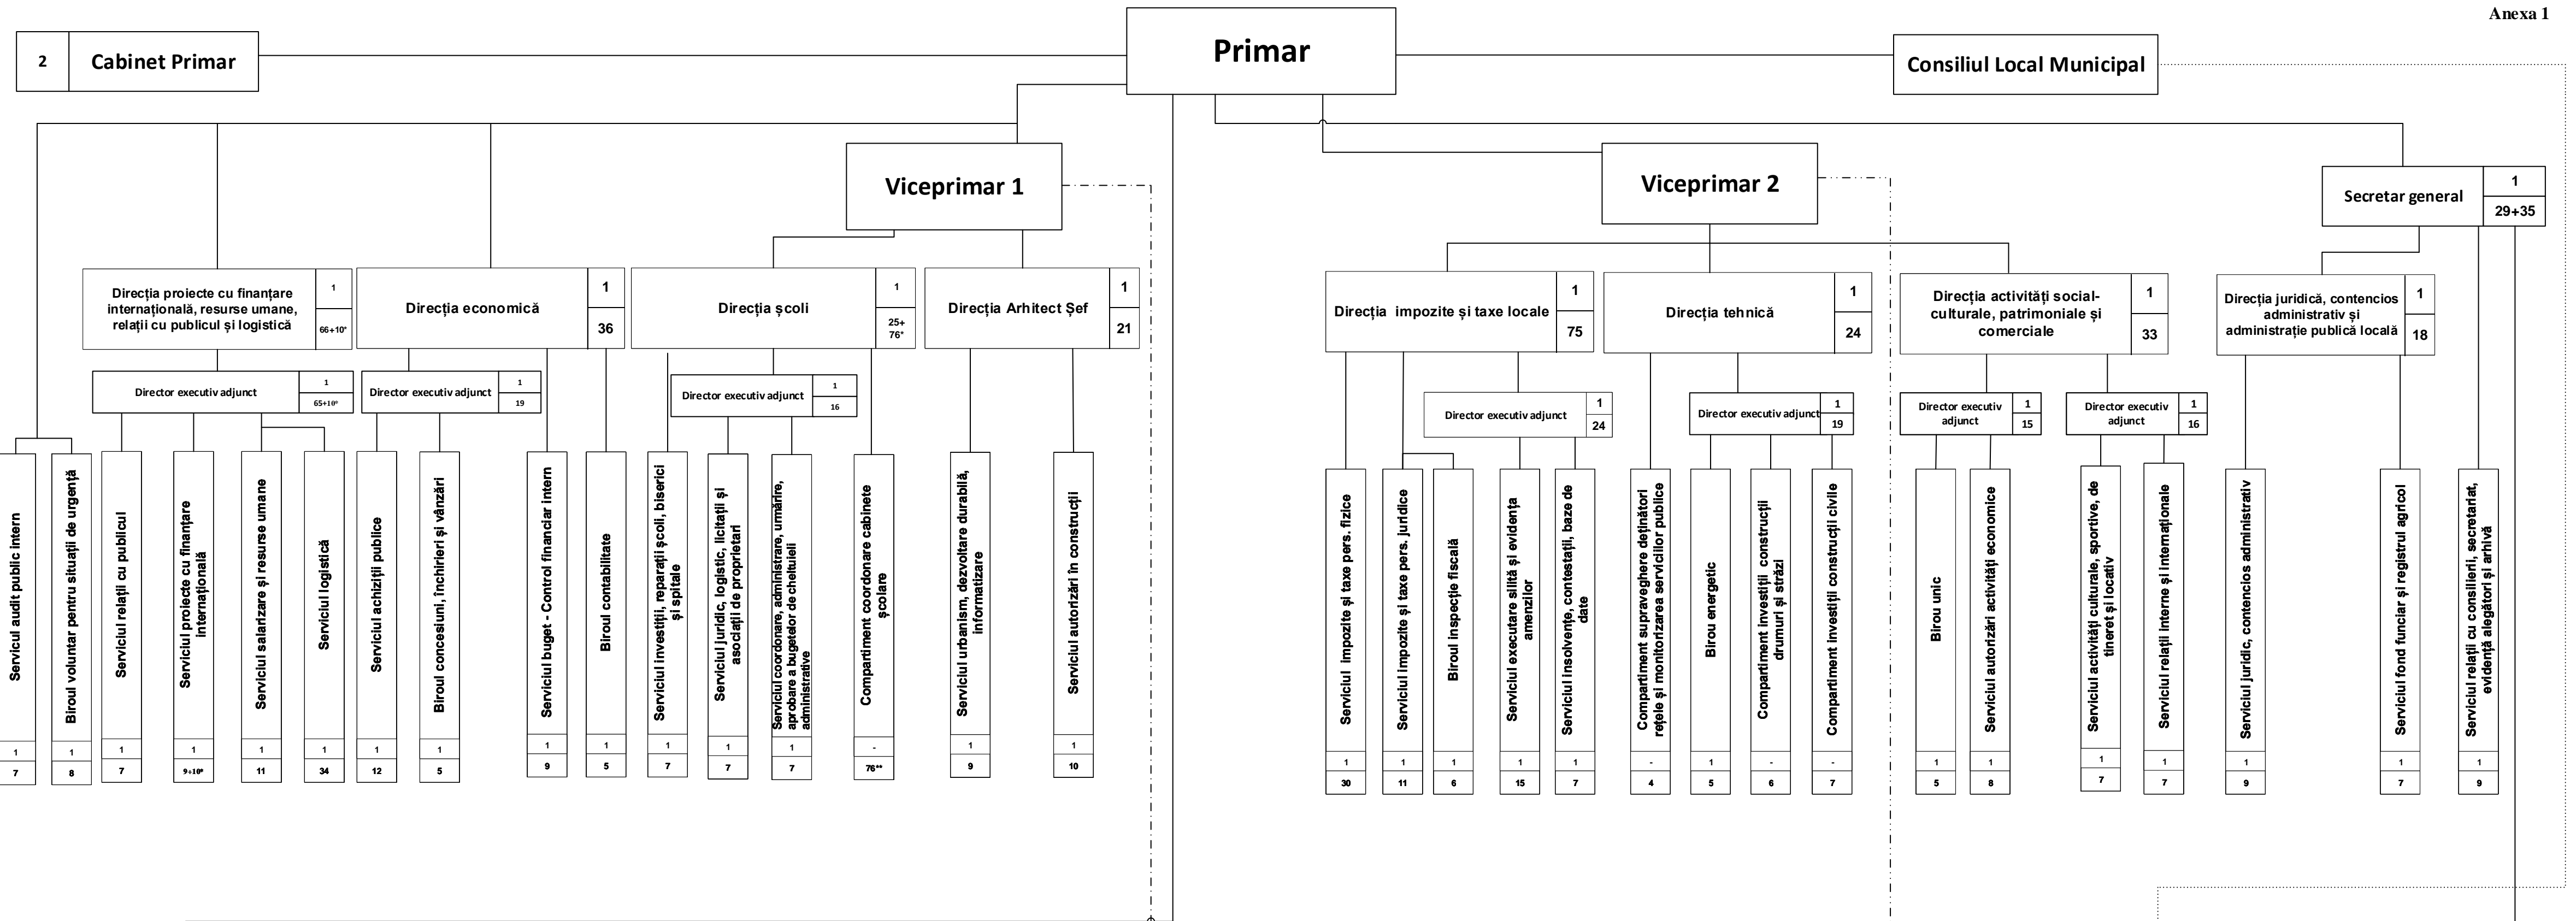 Anexa 1
2
Cabinet Primar
Primar
Consiliul Local Municipal
Viceprimar 1
Viceprimar 2
Secretar general
1
29+35
Direcția proiecte cu finanțare
internațională, resurse umane,
relații cu publicul și logistică
1
66+10*
Direcția economică
1
36
Direcția școli
1
25+
76*
Direcția Arhitect Șef
1
21
Direcția impozite și taxe locale
1
75
Direcția tehnică
1
24
Direcția activități social-
culturale, patrimoniale și
comerciale
1
33
Direcția juridică, contencios
administrativ și
administrație publică locală
1
18
Director executiv adjunct
1
65+10*
Director executiv adjunct
1
19
Director executiv adjunct
1
16
Director executiv adjunct
1
24
Director executiv adjunct
1
19
Director executiv
adjunct
1
15
Director executiv
adjunct
1
16
Serviciul audit public intern
1
7
Biroul voluntar pentru situații de urgență
1
8
Serviciul relații cu publicul
1
7
Serviciul proiecte cu finanțare
internațională
1
9+10*
Serviciul salarizare și resurse umane
1
11
Serviciul logistică
1
34
Serviciul achiziții publice
1
12
Biroul concesiuni, închirieri și vânzări
1
5
Serviciul buget - Control financiar intern
1
9
Biroul contabilitate
1
5
Serviciul investiții, reparații școli, biserici
și spitale
1
7
Serviciul juridic, logistic, licitații și
asociații de proprietari
1
7
Serviciul coordonare, administrare, urmărire,
aprobare a bugetelor de cheltuieli
administrative
1
7
Compartiment coordonare cabinete
școlare
-
76**
Serviciul urbanism, dezvoltare durabilă,
informatizare
1
9
Serviciul autorizări în construcții
1
10
Serviciul impozite și taxe pers. fizice
1
30
Serviciul impozite și taxe pers. juridice
1
11
Biroul inspecție fiscală
1
6
Serviciul executare silită și evidența
amenzilor
1
15
Serviciul insolvențe, contestații, baze de
date
1
7
Compartiment supraveghere deținători
rețele și monitorizarea serviciilor publice
-
4
Birou energetic
1
5
Compartiment investiții construcții
drumuri și străzi
-
6
Compartiment investiții construcții civile
-
7
Birou unic
1
5
Serviciul autorizări activități economice
1
8
Serviciul activități culturale, sportive, de
tineret și locativ
1
7
Serviciul relații interne și internaționale
1
7
Serviciul juridic, contencios administrativ
1
9
Serviciul fond funciar și registrul agricol
1
7
Serviciul relații cu consilierii, secretariat,
evidență alegători și arhivă
1
9